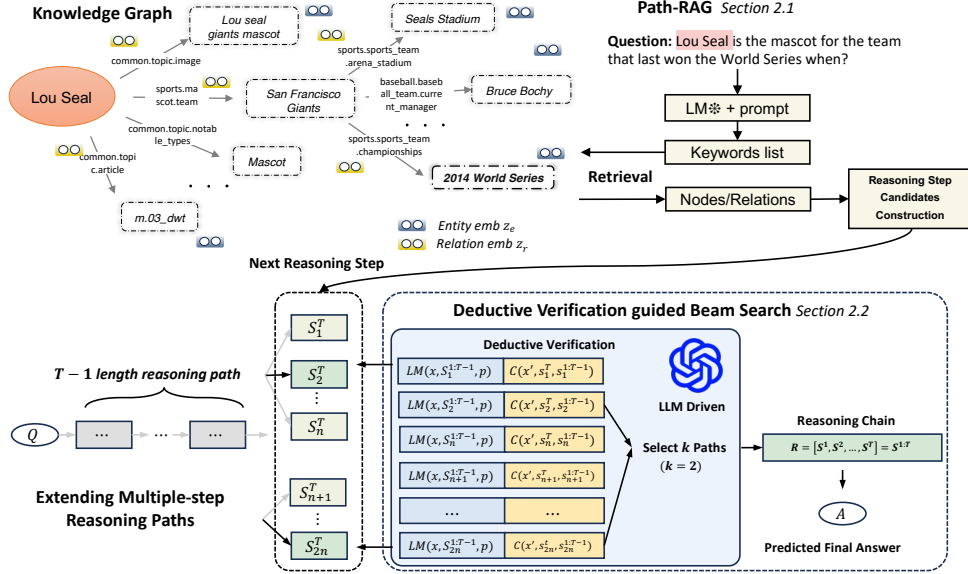 Knowledge Graph
Lou seal
giants mascot
Seals Stadium
common.topic.image
sports.sports_team
.arena_stadium
Lou Seal
sports.ma
scot.team
San Francisco
Giants
baseball.baseb
all_team.curre
nt_manager
Bruce Bochy
common.topic.notab
le_types
. . .
sports.sports_team
.championships
common.topi
c.article
Mascot
. . .
2014 World Series
m.03_dwt
Entity emb z_e
Relation emb z_r
Path-RAG Section 2.1
Question: Lou Seal is the mascot for the team
that last won the World Series when?
LM❄ + prompt
Keywords list
Retrieval
Nodes/Relations
Reasoning Step
Candidates
Construction
Next Reasoning Step
S_1^T
S_2^T
⋮
S_n^T
S_{n+1}^T
⋮
S_{2n}^T
T − 1 length reasoning path
Q
...
...
...
Extending Multiple-step
Reasoning Paths
Deductive Verification guided Beam Search Section 2.2
Deductive Verification
LM(x, S_1^{1:T−1}, p) C(x′, s_1^T, s_1^{1:T−1})
LM(x, S_2^{1:T−1}, p) C(x′, s_2^T, s_2^{1:T−1})
LM(x, S_n^{1:T−1}, p) C(x′, s_n^T, s_n^{1:T−1})
LM(x, S_{n+1}^{1:T−1}, p) C(x′, s_{n+1}^T, s_{n+1}^{1:T−1})
... ...
LM(x, S_{2n}^{1:T−1}, p) C(x′, s_{2n}^t, s_{2n}^{1:T−1})
LLM Driven
Select k Paths
(k = 2)
Reasoning Chain
R = [S^1, S^2, ..., S^T] = S^{1:T}
A
Predicted Final Answer